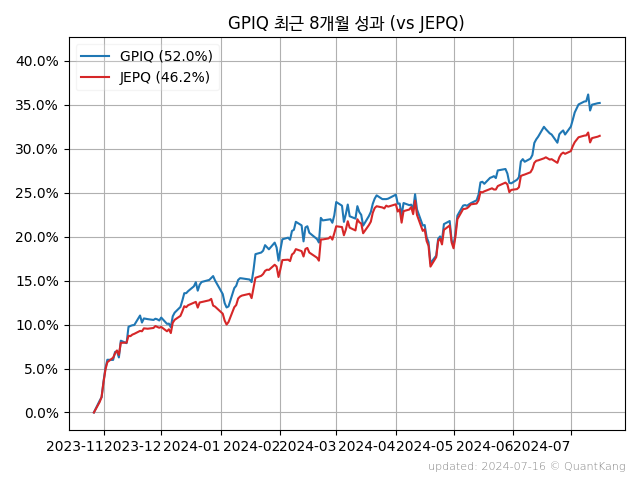 GPIQ 최근 8개월 성과 (vs JEPQ)
GPIQ (52.0%)
JEPQ (46.2%)
40.0%
35.0%
30.0%
25.0%
20.0%
15.0%
10.0%
5.0%
0.0%
2023-11 2023-12 2024-01 2024-02 2024-03 2024-04 2024-05 2024-06 2024-07
updated: 2024-07-16 © QuantKang